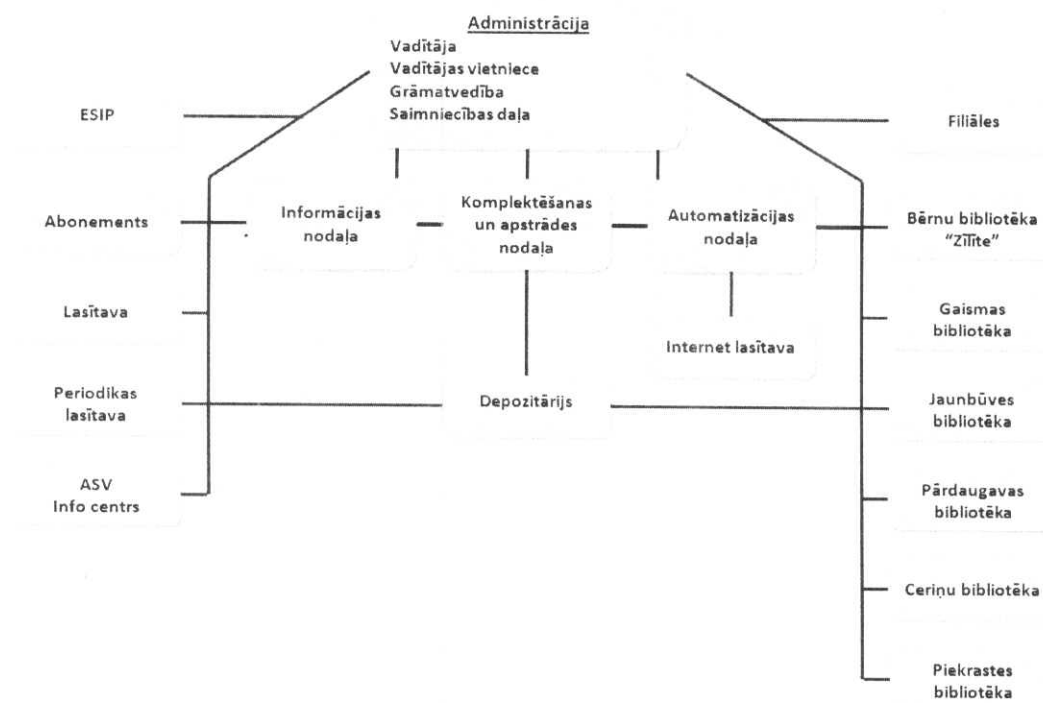 Administrācija
Vadītāja
Vadītājas vietniece
Grāmatvedība
Saimniecības daļa
ESIP
Filiāles
Abonements
Informācijas
nodaļa
Komplektēšanas
un apstrādes
nodaļa
Automatizācijas
nodaļa
Bērnu bibliotēka
“Zīlīte”
Lasītava
Internet lasītava
Gaismas
bibliotēka
Periodikas
lasītava
Depozitārijs
Jaunbūves
bibliotēka
ASV
Info centrs
Pārdaugavas
bibliotēka
Ceriņu bibliotēka
Piekrastes
bibliotēka